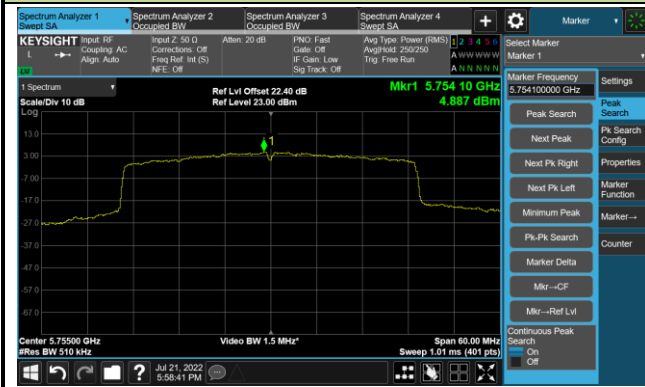 Spectrum Analyzer 1
Swept SA
Spectrum Analyzer 2
Occupied BW
Spectrum Analyzer 3
Occupied BW
Spectrum Analyzer 4
Swept SA
+
Marker
KEYSIGHT
L
LV
Input: RF
Coupling: AC
Align: Auto
Input Z: 50 Ω
Corrections: Off
Freq Ref: Int (S)
NFE: Off
Atten: 20 dB
PNO: Fast
Gate: Off
IF Gain: Low
Sig Track: Off
Avg Type: Power (RMS)
Avg|Hold: 250/250
Trig: Free Run
1 2 3 4 5 6
A W W W W W
A N N N N N
Select Marker
Marker 1
1 Spectrum
Scale/Div 10 dB
Log
Ref Lvl Offset 22.40 dB
Ref Level 23.00 dBm
Mkr1 5.754 10 GHz
4.887 dBm
13.0
3.00
-7.00
-17.0
-27.0
-37.0
-47.0
-57.0
-67.0
1
Center 5.75500 GHz
#Res BW 510 kHz
Video BW 1.5 MHz*
Span 60.00 MHz
Sweep 1.01 ms (401 pts)
Marker Frequency
5.754100000 GHz
Peak Search
Next Peak
Next Pk Right
Next Pk Left
Minimum Peak
Pk-Pk Search
Marker Delta
Mkr→CF
Mkr→Ref Lvl
Continuous Peak
Search
On
Off
Settings
Peak
Search
Pk Search
Config
Properties
Marker
Function
Marker→
Counter
?
Jul 21, 2022
5:58:41 PM